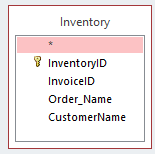 Inventory
*
InventoryID
InvoiceID
Order_Name
CustomerName